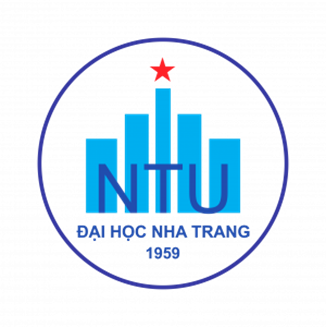 NTU
ĐẠI HỌC NHA TRANG
1959